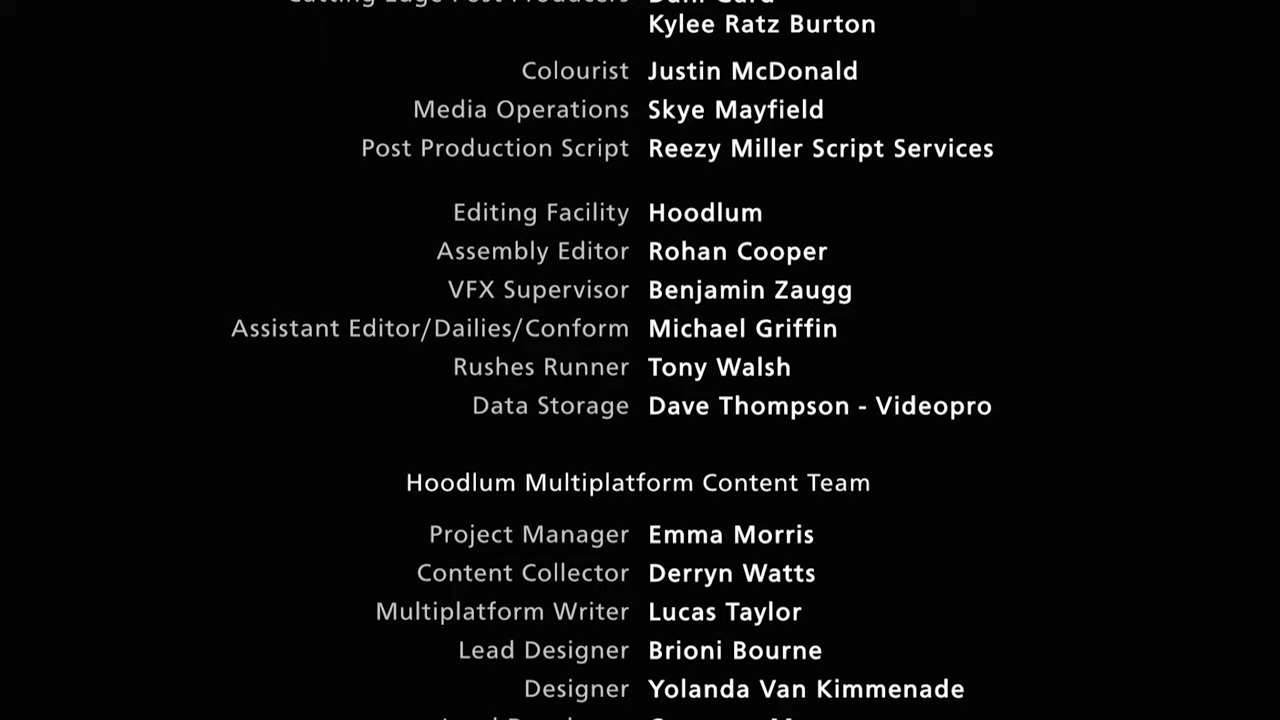 Cutting Edge Post Producers
Kylee Ratz Burton
Colourist Justin McDonald
Media Operations Skye Mayfield
Post Production Script Reezy Miller Script Services
Editing Facility Hoodlum
Assembly Editor Rohan Cooper
VFX Supervisor Benjamin Zaugg
Assistant Editor/Dailies/Conform Michael Griffin
Rushes Runner Tony Walsh
Data Storage Dave Thompson - Videopro
Hoodlum Multiplatform Content Team
Project Manager Emma Morris
Content Collector Derryn Watts
Multiplatform Writer Lucas Taylor
Lead Designer Brioni Bourne
Designer Yolanda Van Kimmenade